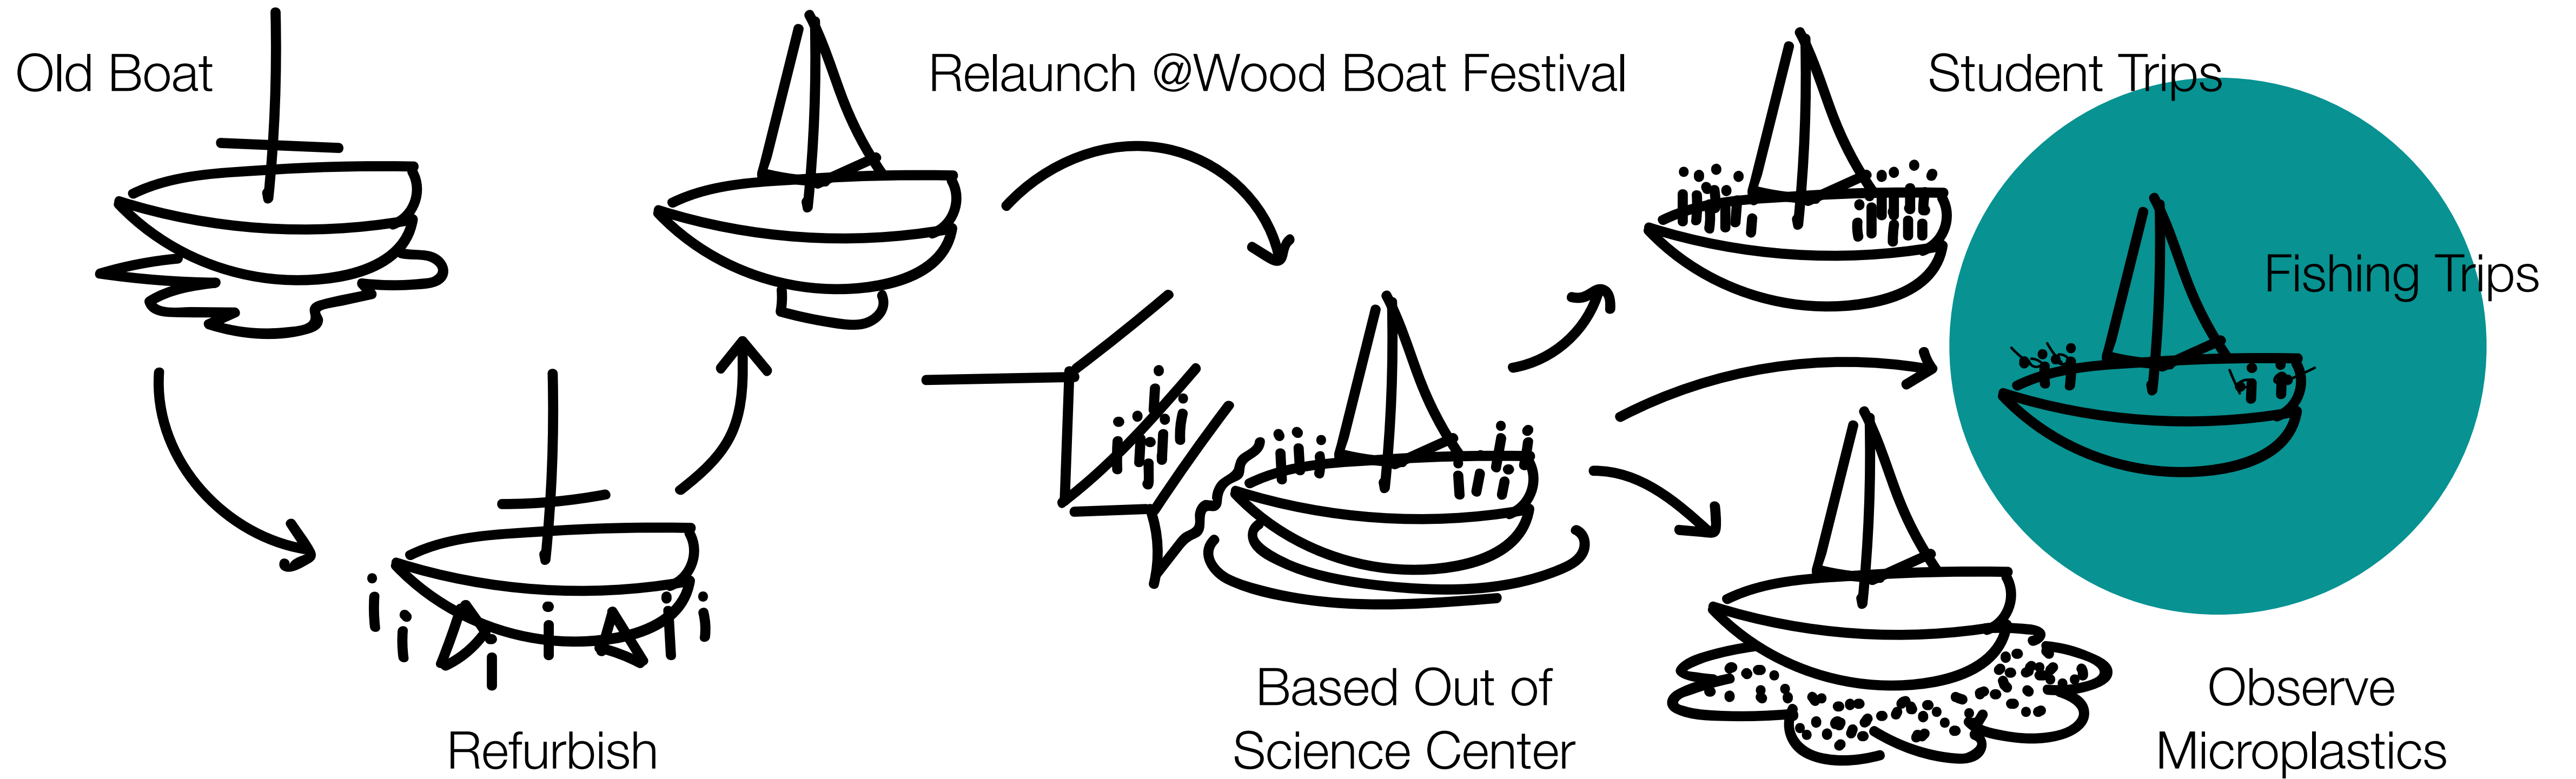 Old Boat
Refurbish
Relaunch @Wood Boat Festival
Based Out of
Science Center
Student Trips
Fishing Trips
Observe
Microplastics